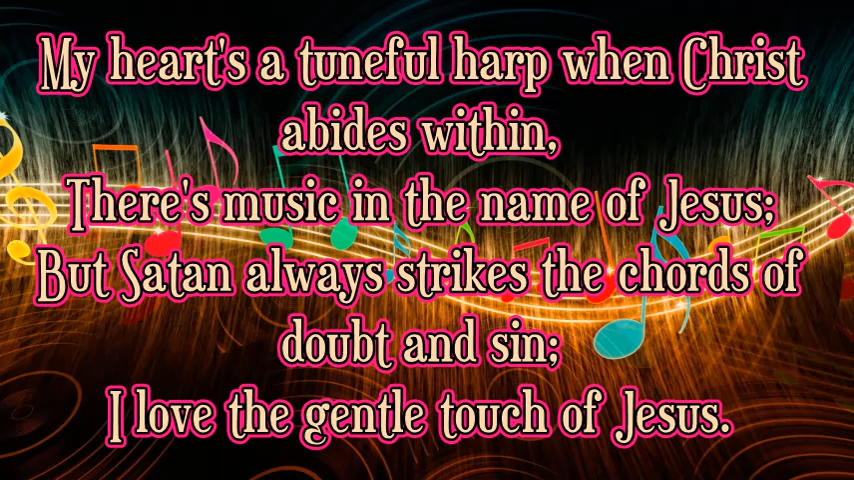 My heart's a tuneful harp when Christ
abides within,
There's music in the name of Jesus;
But Satan always strikes the chords of
doubt and sin;
I love the gentle touch of Jesus.